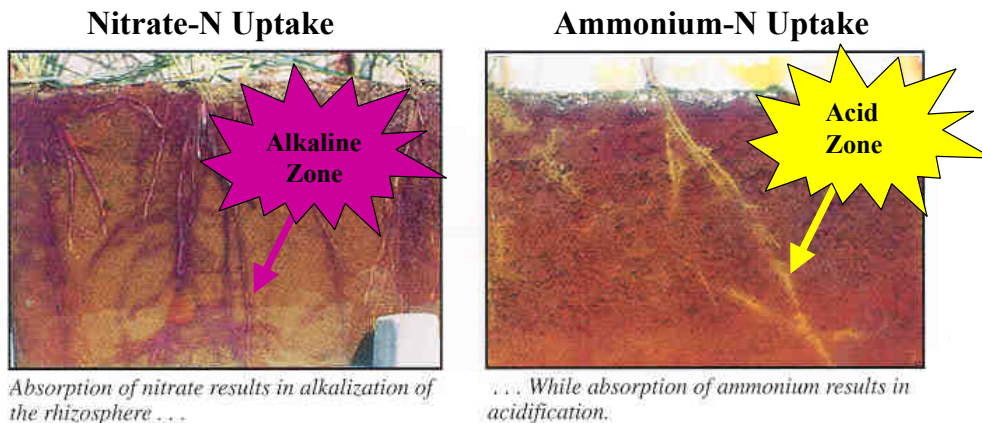 Nitrate-N Uptake
Alkaline
Zone
Absorption of nitrate results in alkalization of
the rhizosphere . . .
Ammonium-N Uptake
Acid
Zone
. . . While absorption of ammonium results in
acidification.